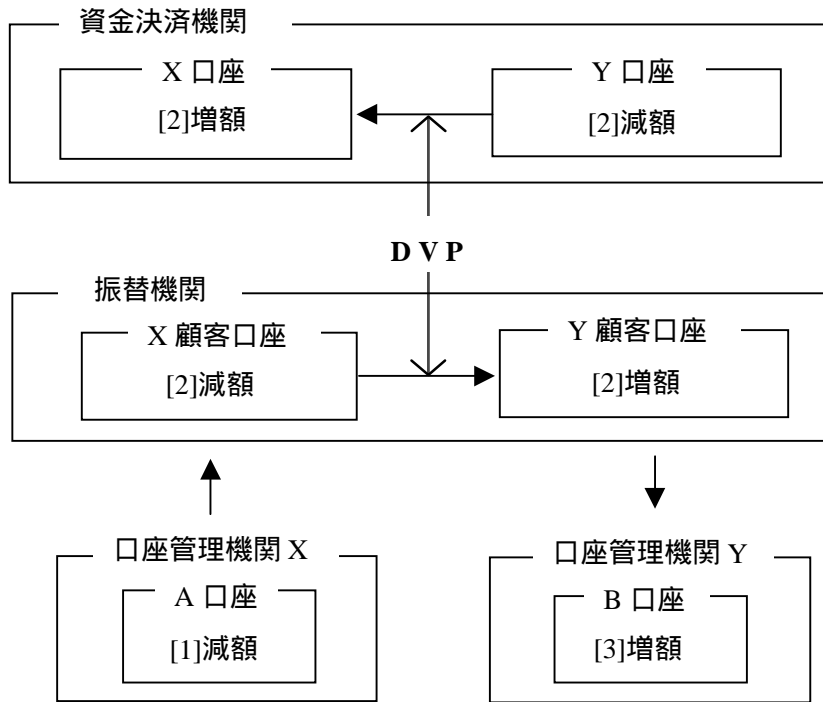 資金決済機関
X 口座 Y 口座
[2]増額 [2]減額
D V P
振替機関
X 顧客口座 Y 顧客口座
[2]減額 [2]増額
口座管理機関 X 口座管理機関 Y
A 口座 B 口座
[1]減額 [3]増額